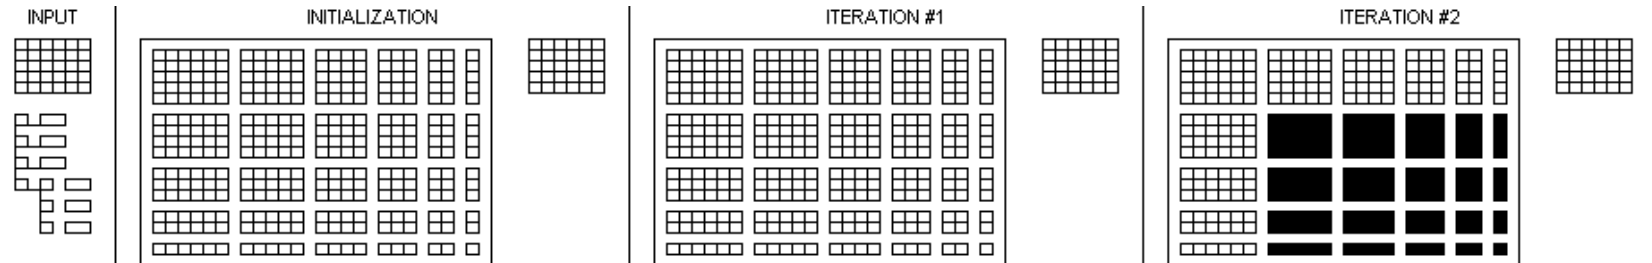 INPUT
INITIALIZATION
ITERATION #1
ITERATION #2